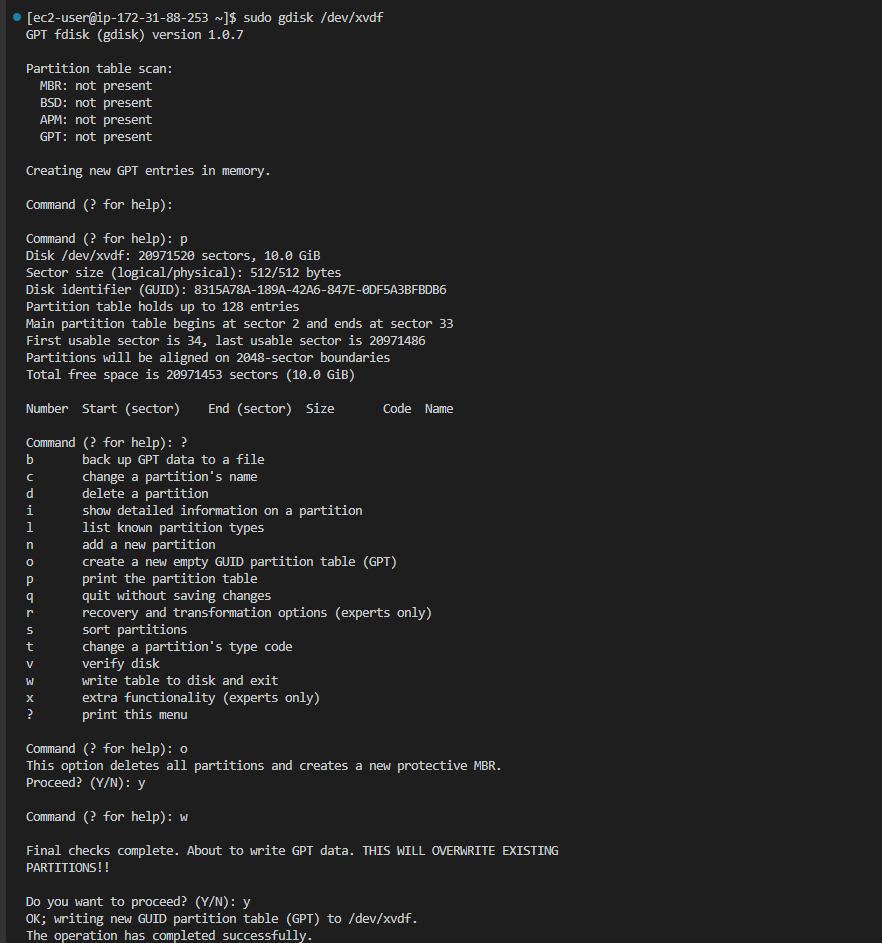 [ec2-user@ip-172-31-88-253 ~]$ sudo gdisk /dev/xvdf
GPT fdisk (gdisk) version 1.0.7
Partition table scan:
MBR: not present
BSD: not present
APM: not present
GPT: not present
Creating new GPT entries in memory.
Command (? for help):
Command (? for help): p
Disk /dev/xvdf: 20971520 sectors, 10.0 GiB
Sector size (logical/physical): 512/512 bytes
Disk identifier (GUID): 8315A78A-189A-42A6-847E-0DF5A3BFBDB6
Partition table holds up to 128 entries
Main partition table begins at sector 2 and ends at sector 33
First usable sector is 34, last usable sector is 20971486
Partitions will be aligned on 2048-sector boundaries
Total free space is 20971453 sectors (10.0 GiB)
Number  Start (sector)    End (sector)  Size       Code  Name
Command (? for help): ?
b       back up GPT data to a file
c       change a partition's name
d       delete a partition
i       show detailed information on a partition
l       list known partition types
n       add a new partition
o       create a new empty GUID partition table (GPT)
p       print the partition table
q       quit without saving changes
r       recovery and transformation options (experts only)
s       sort partitions
t       change a partition's type code
v       verify disk
w       write table to disk and exit
x       extra functionality (experts only)
?       print this menu
Command (? for help): o
This option deletes all partitions and creates a new protective MBR.
Proceed? (Y/N): y
Command (? for help): w
Final checks complete. About to write GPT data. THIS WILL OVERWRITE EXISTING
PARTITIONS!!
Do you want to proceed? (Y/N): y
OK; writing new GUID partition table (GPT) to /dev/xvdf.
The operation has completed successfully.